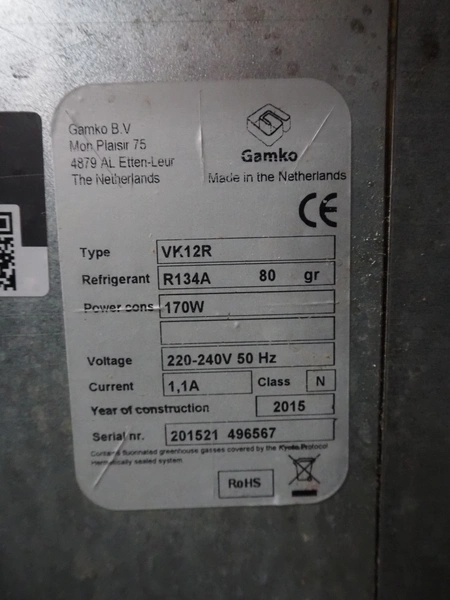 Gamko B.V
Mon Plaisir 75
4879 AL Etten-Leur
The Netherlands
Gamko
Made in the Netherlands
CE
Type VK12R
Refrigerant R134A 80 gr
Power cons 170W
Voltage 220-240V 50 Hz
Current 1,1A Class N
Year of construction 2015
Serial nr. 201521 496567
Contains fluorinated greenhouse gasses covered by the Kyoto Protocol
Hermetically sealed system
RoHS